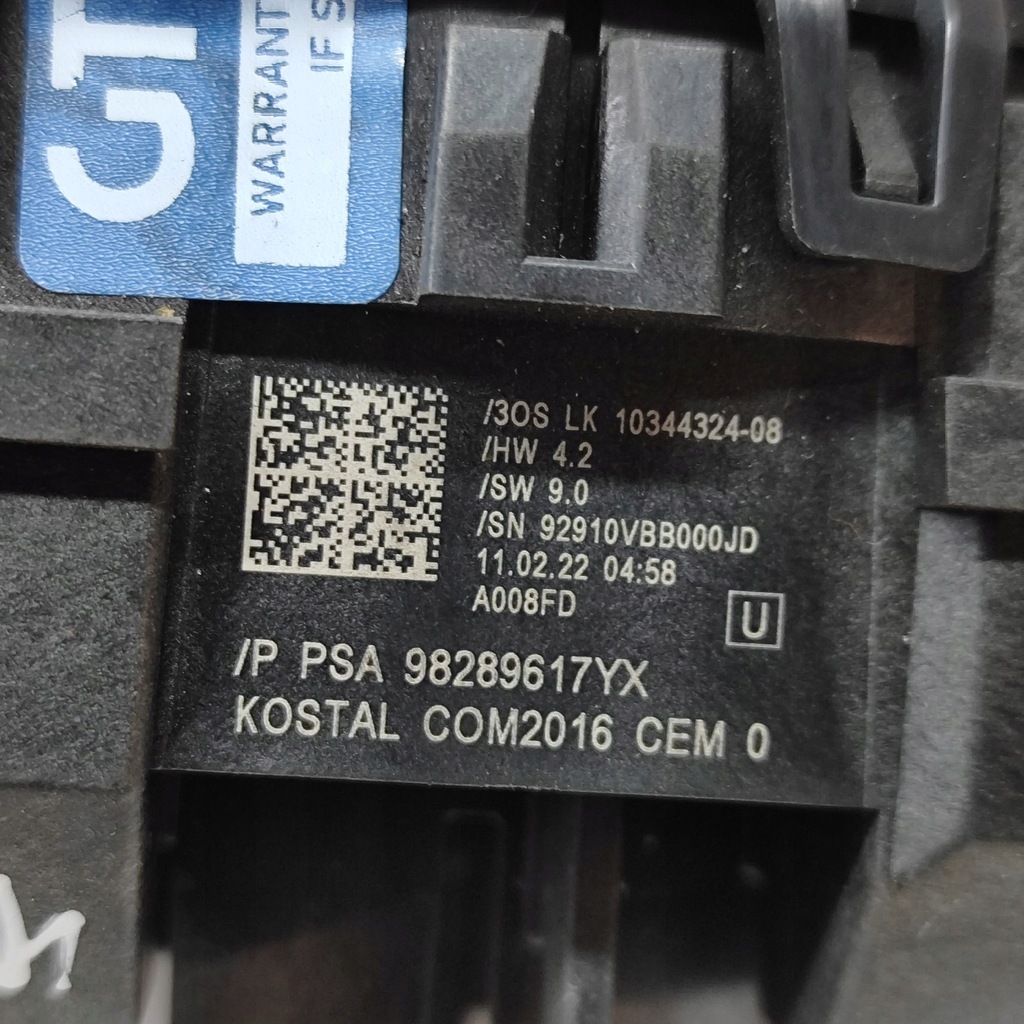 GT
WARRANT
IF S
/3OS LK 10344324-08
/HW 4.2
/SW 9.0
/SN 92910VBB000JD
11.02.22 04:58
A008FD
U
/P PSA 98289617YX
KOSTAL COM2016 CEM 0